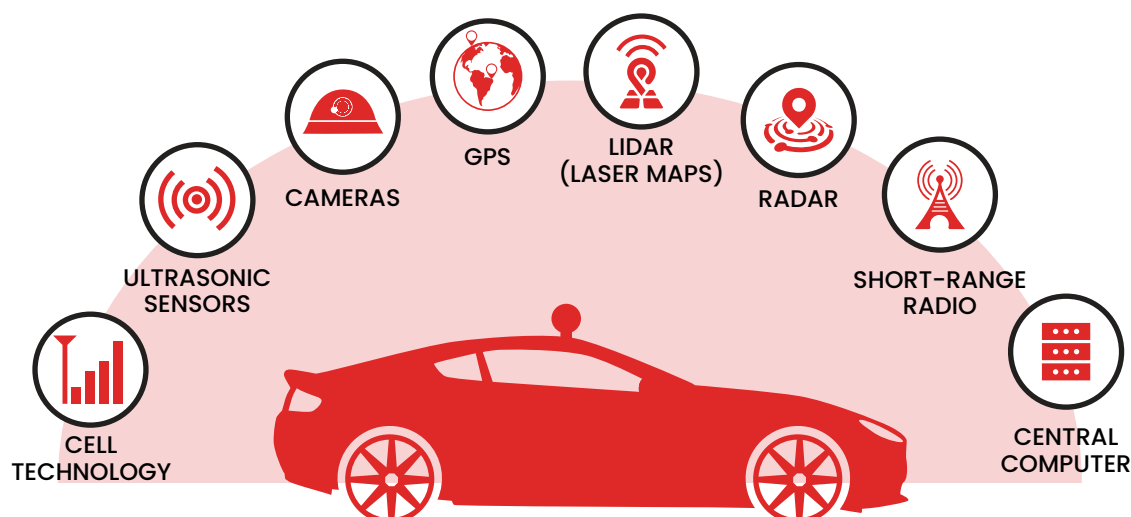 CELL
TECHNOLOGY
ULTRASONIC
SENSORS
CAMERAS
GPS
LIDAR
(LASER MAPS)
RADAR
SHORT-RANGE
RADIO
CENTRAL
COMPUTER